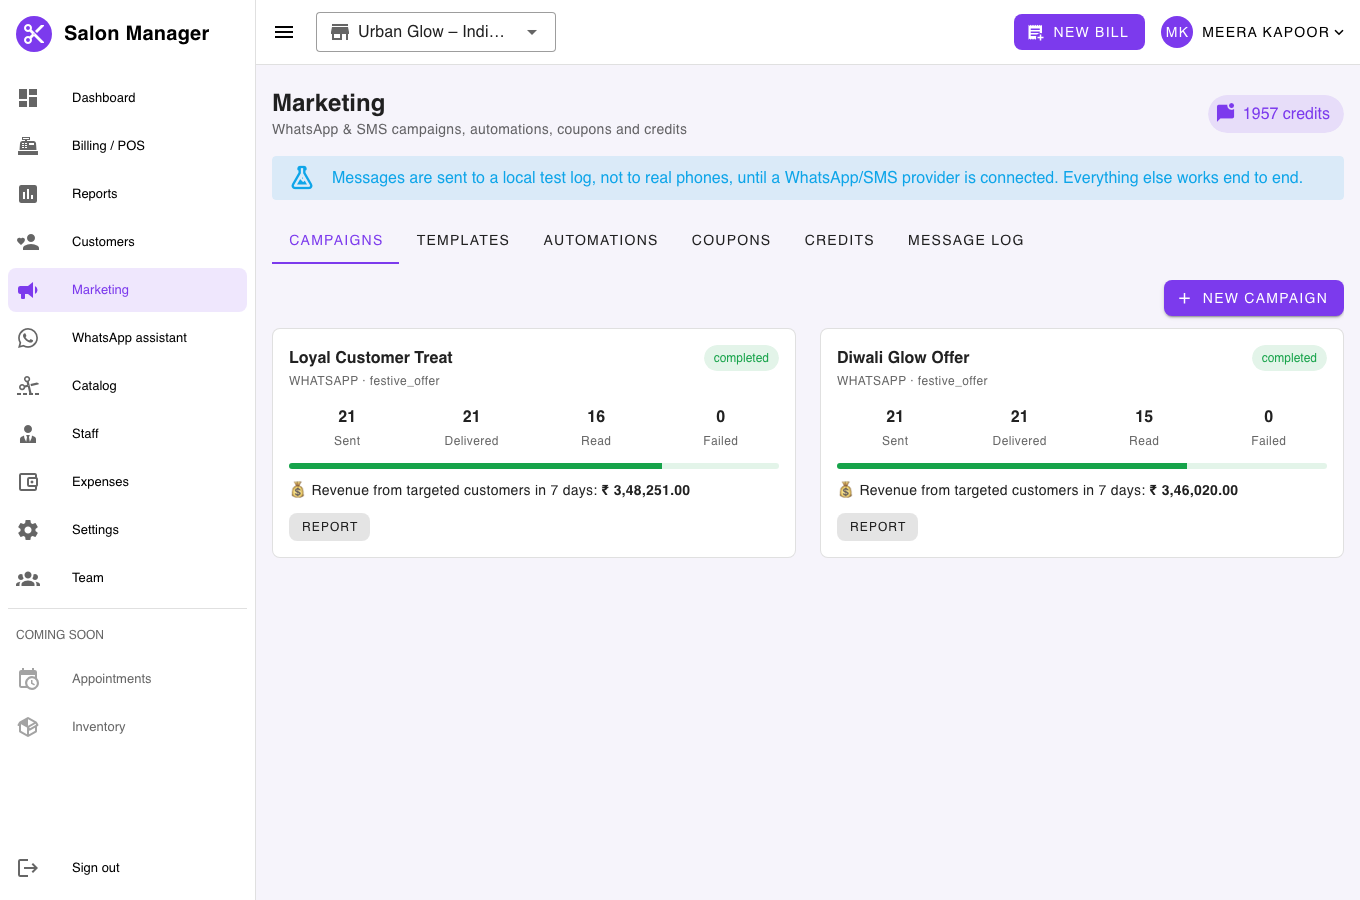 Salon Manager
Urban Glow – Indi...
NEW BILL
MK
MEERA KAPOOR
Dashboard
Billing / POS
Reports
Customers
Marketing
WhatsApp assistant
Catalog
Staff
Expenses
Settings
Team
COMING SOON
Appointments
Inventory
Sign out
Marketing
WhatsApp & SMS campaigns, automations, coupons and credits
1957 credits
Messages are sent to a local test log, not to real phones, until a WhatsApp/SMS provider is connected. Everything else works end to end.
CAMPAIGNS TEMPLATES AUTOMATIONS COUPONS CREDITS MESSAGE LOG
+ NEW CAMPAIGN
Loyal Customer Treat
completed
WHATSAPP · festive_offer
21 21 16 0
Sent Delivered Read Failed
Revenue from targeted customers in 7 days: ₹ 3,48,251.00
REPORT
Diwali Glow Offer
completed
WHATSAPP · festive_offer
21 21 15 0
Sent Delivered Read Failed
Revenue from targeted customers in 7 days: ₹ 3,46,020.00
REPORT